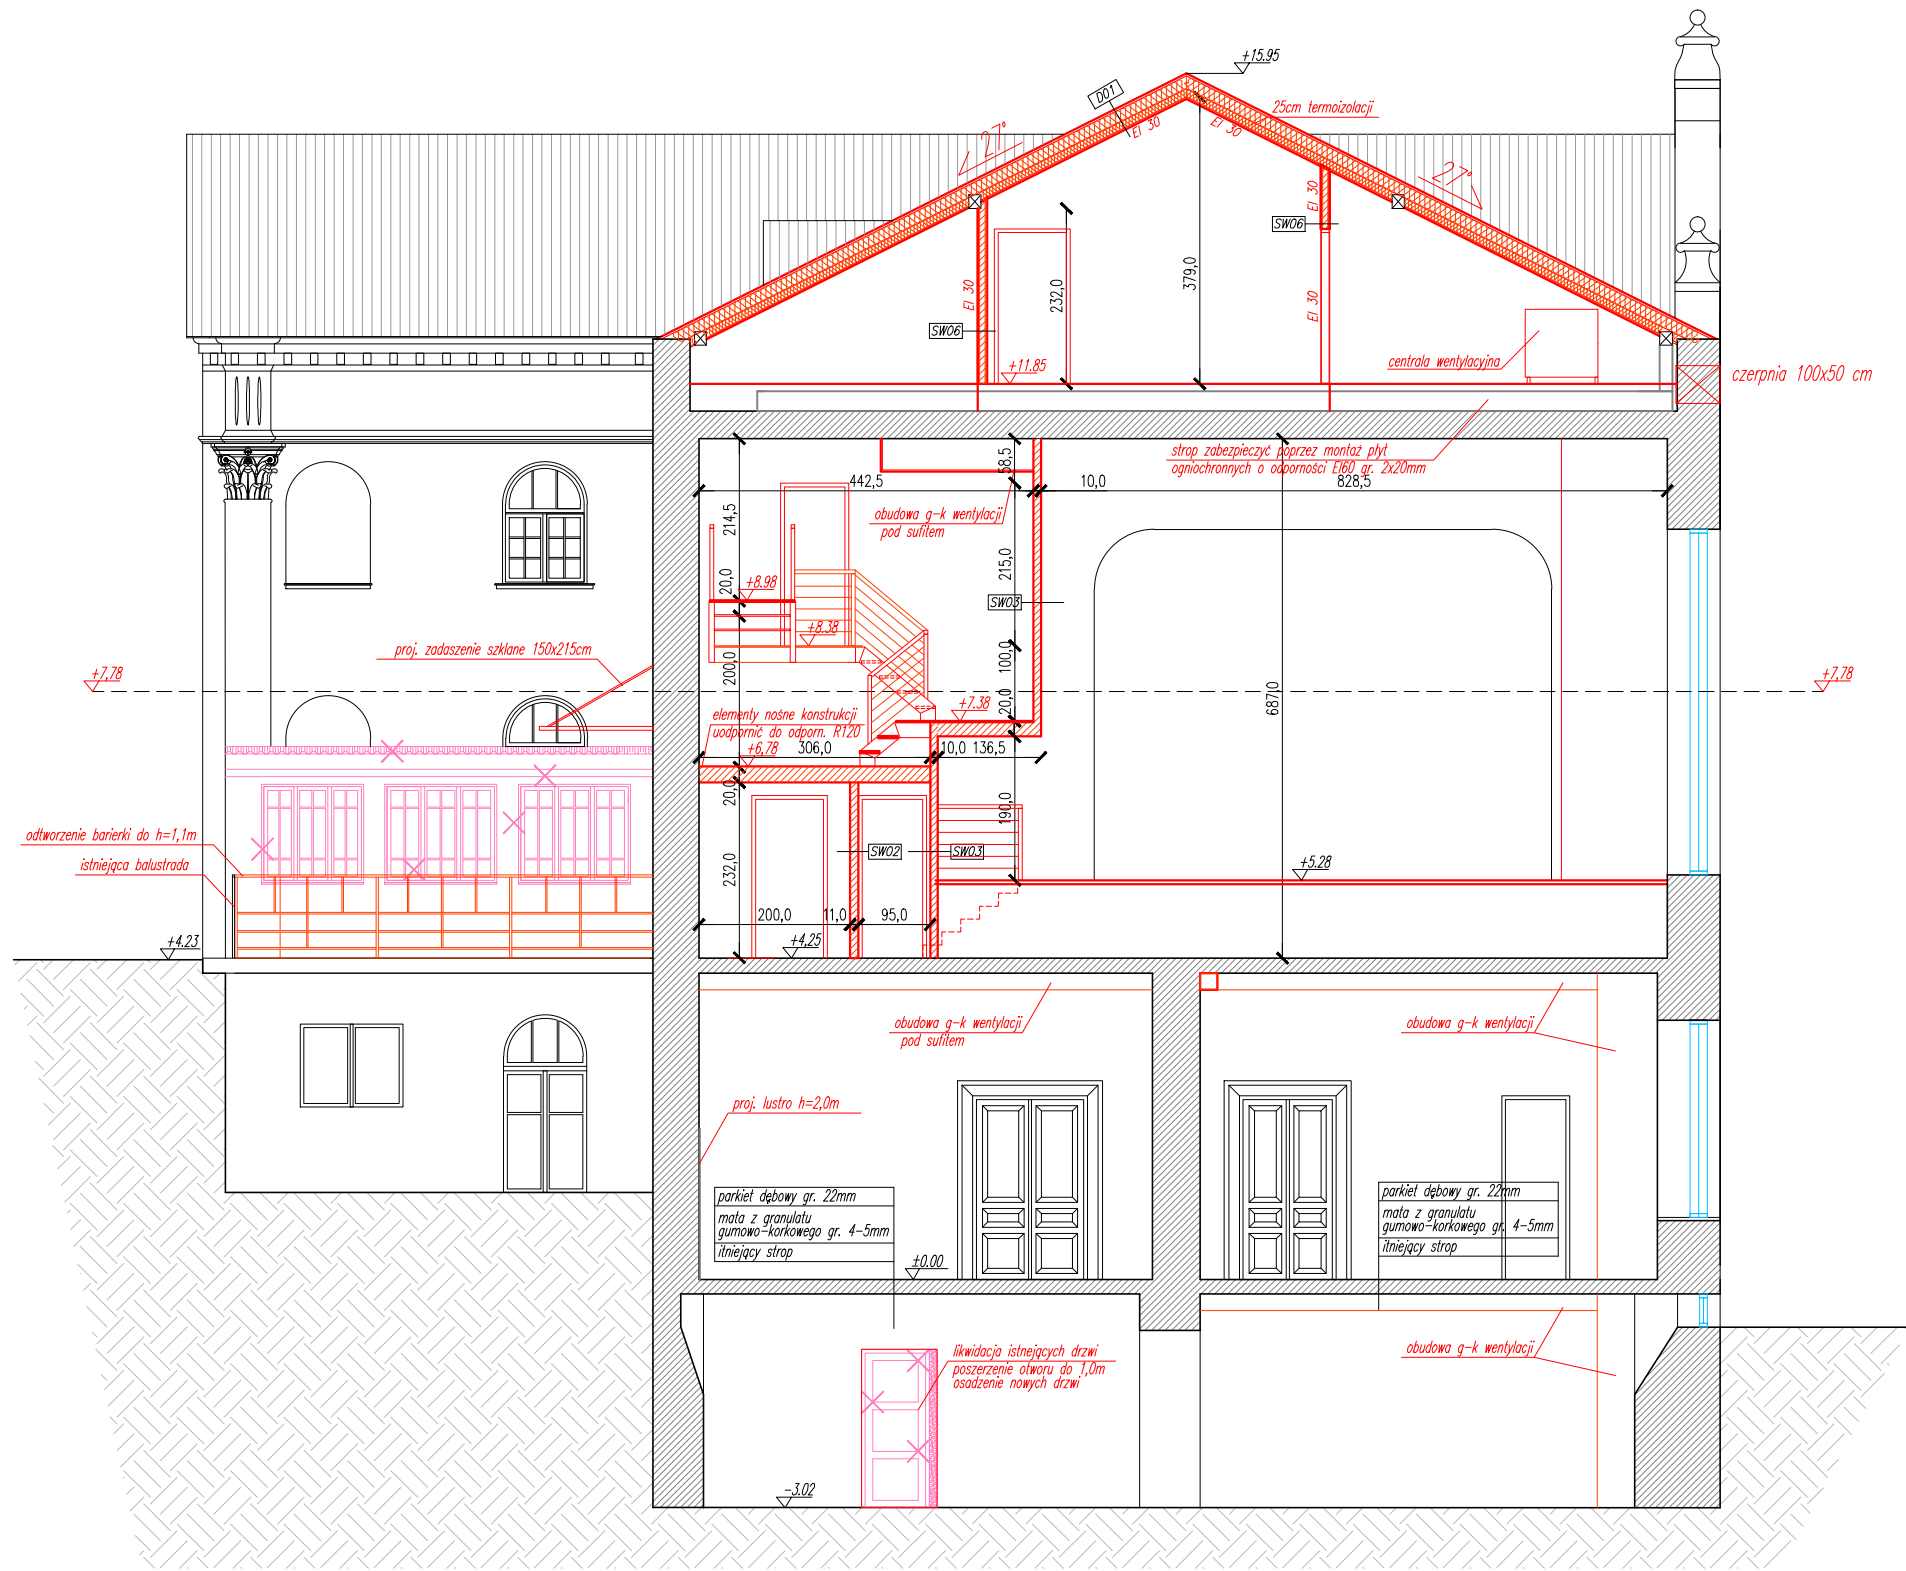 +15.95
D01
25cm termoizolacji
EI 30
EI 30
27°
27°
EI 30
SW06
379,0
232,0
EI 30
EI 30
SW06
centrala wentylacyjna
+11.85
czerpnia 100x50 cm
strop zabezpieczyć poprzez montaż płyt
ogniochronnych o odporności EI60 gr. 2x20mm
58,5
442,5
10,0
828,5
214,5
obudowa g-k wentylacji
pod sufitem
215,0
20,0
+8.98
SW03
+8.38
proj. zadaszenie szklane 150x215cm
200,0
100,0
+7,78
+7,78
687,0
20,0
+7.38
elementy nośne konstrukcji
uodpornić do odporn. R120
+6,78
306,0
10,0
136,5
20,0
190,0
odtworzenie barierki do h=1,1m
istniejąca balustrada
SW02
SW03
+5.28
232,0
200,0
11,0
95,0
+4.23
+4,25
obudowa g-k wentylacji
pod sufitem
obudowa g-k wentylacji
proj. lustro h=2,0m
parkiet dębowy gr. 22mm
mata z granulatu
gumowo-korkowego gr. 4-5mm
itniejący strop
parkiet dębowy gr. 22mm
mata z granulatu
gumowo-korkowego gr. 4-5mm
itniejący strop
±0.00
likwidacja istnejących drzwi
poszerzenie otworu do 1,0m
osadzenie nowych drzwi
obudowa g-k wentylacji
-3.02